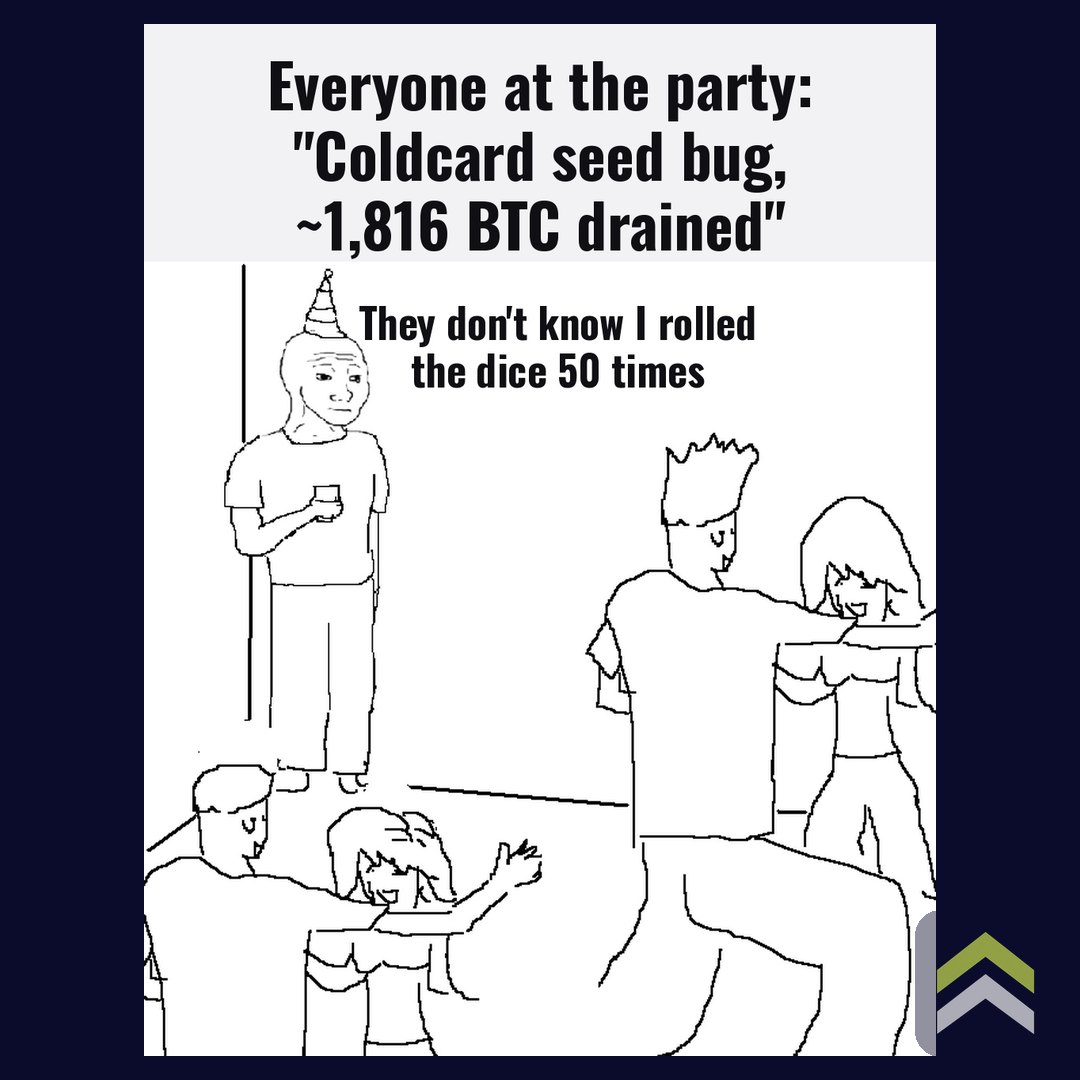 Everyone at the party:
"Coldcard seed bug,
~1,816 BTC drained"
They don't know I rolled
the dice 50 times